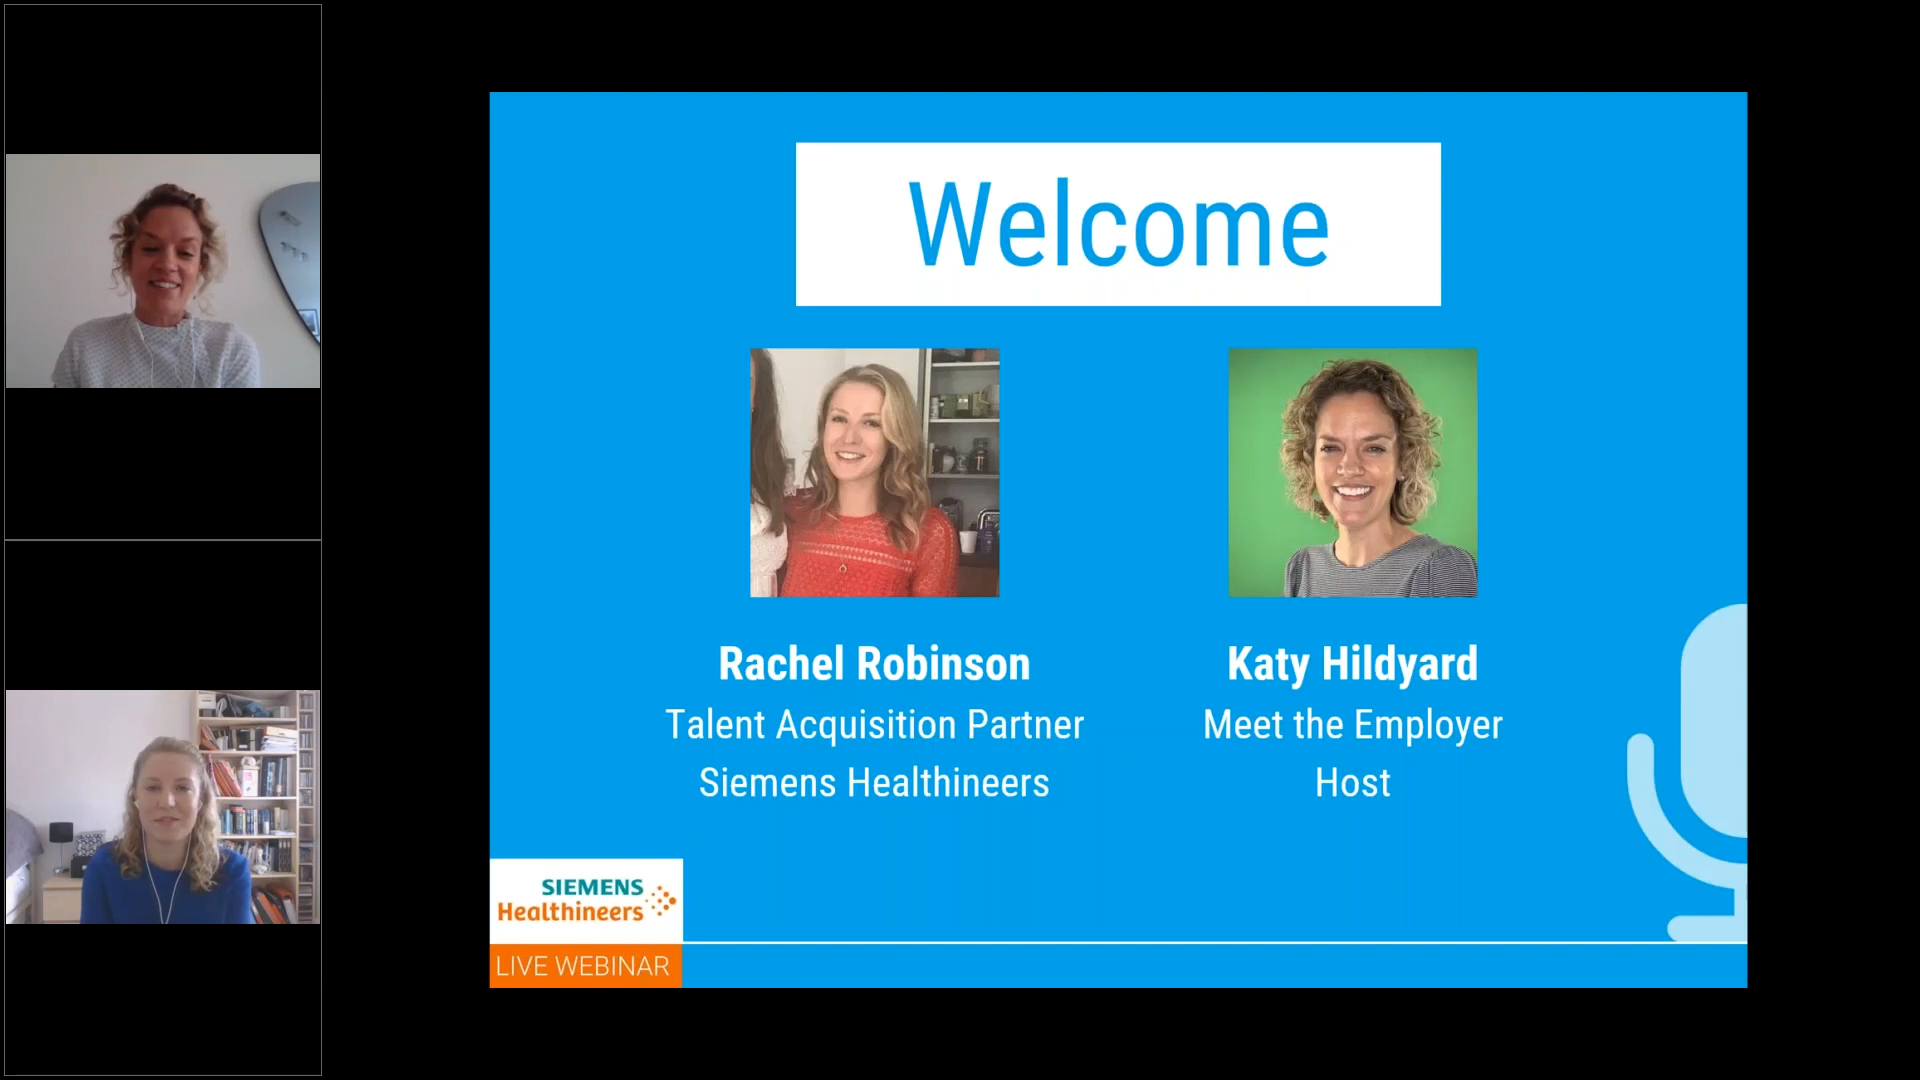 Welcome
Rachel Robinson
Talent Acquisition Partner
Siemens Healthineers
Katy Hildyard
Meet the Employer
Host
SIEMENS
Healthineers
LIVE WEBINAR